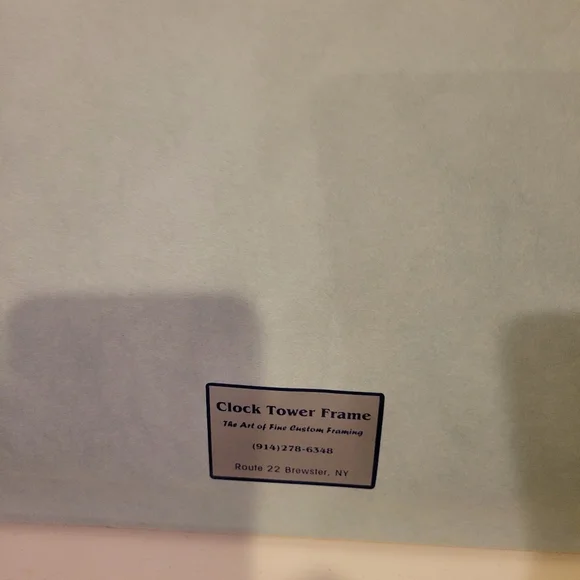 Clock Tower Frame
The Art of Fine Custom Framing
(914)278-6348
Route 22 Brewster, NY